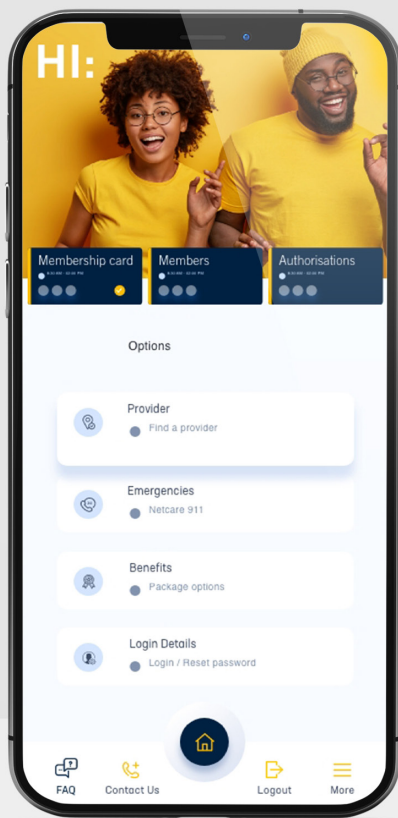 HI:
Membership card
Members
Authorisations
Options
Provider
Find a provider
Emergencies
Netcare 911
Benefits
Package options
Login Details
Login / Reset password
FAQ
Contact Us
Logout
More